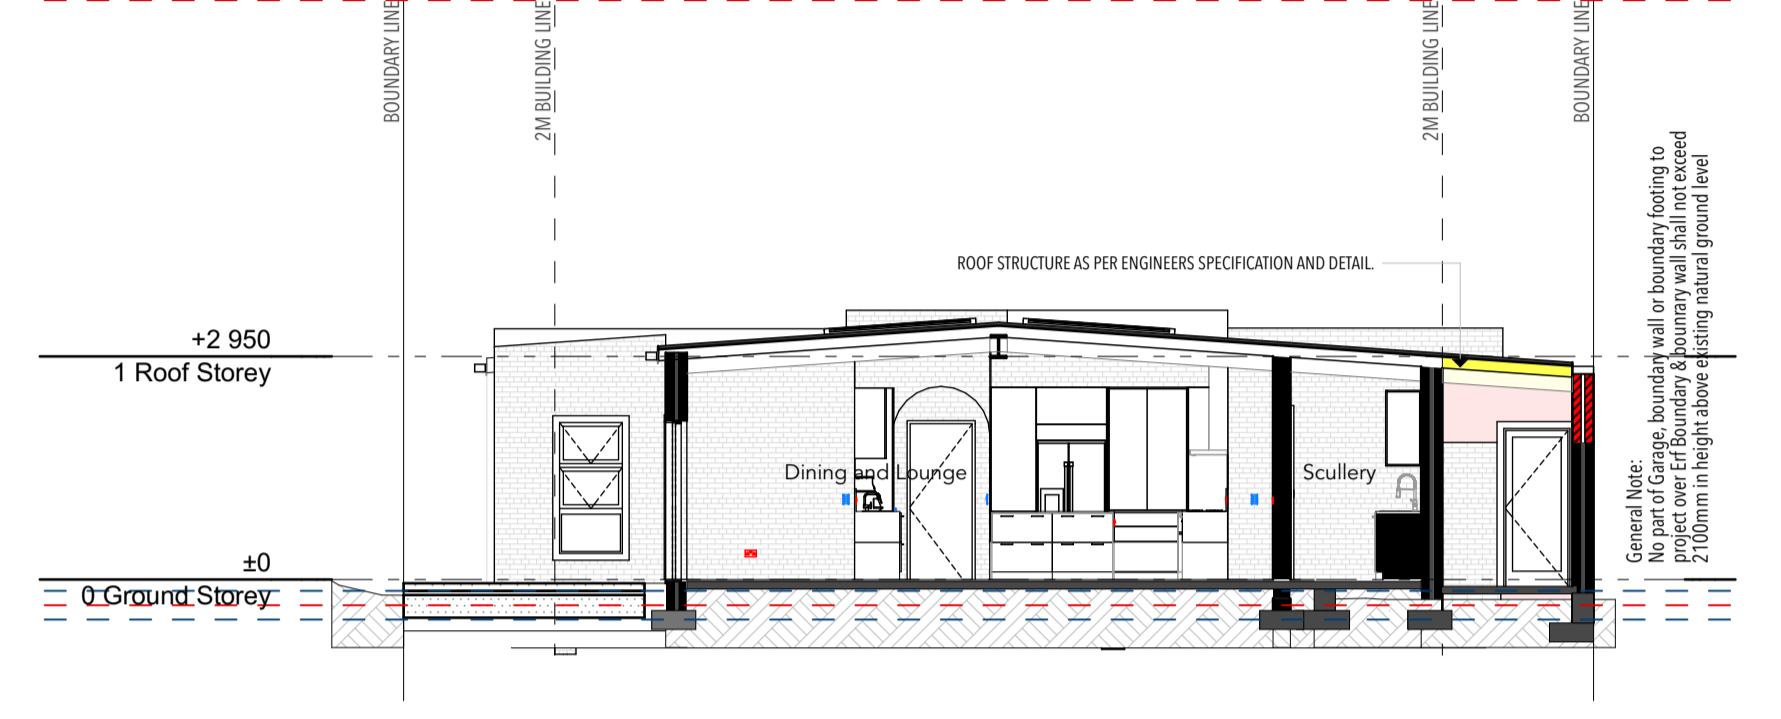 BOUNDARY LINE
2M BUILDING LINE
2M BUILDING LINE
BOUNDARY LINE
ROOF STRUCTURE AS PER ENGINEERS SPECIFICATION AND DETAIL.
+2 950
1 Roof Storey
Dining and Lounge
Scullery
±0
0 Ground Storey
General Note:
No part of Garage, boundary wall or boundary footing to
project over Erf Boundary & bounrary wall shall not exceed
2100mm in height above existing natural ground level